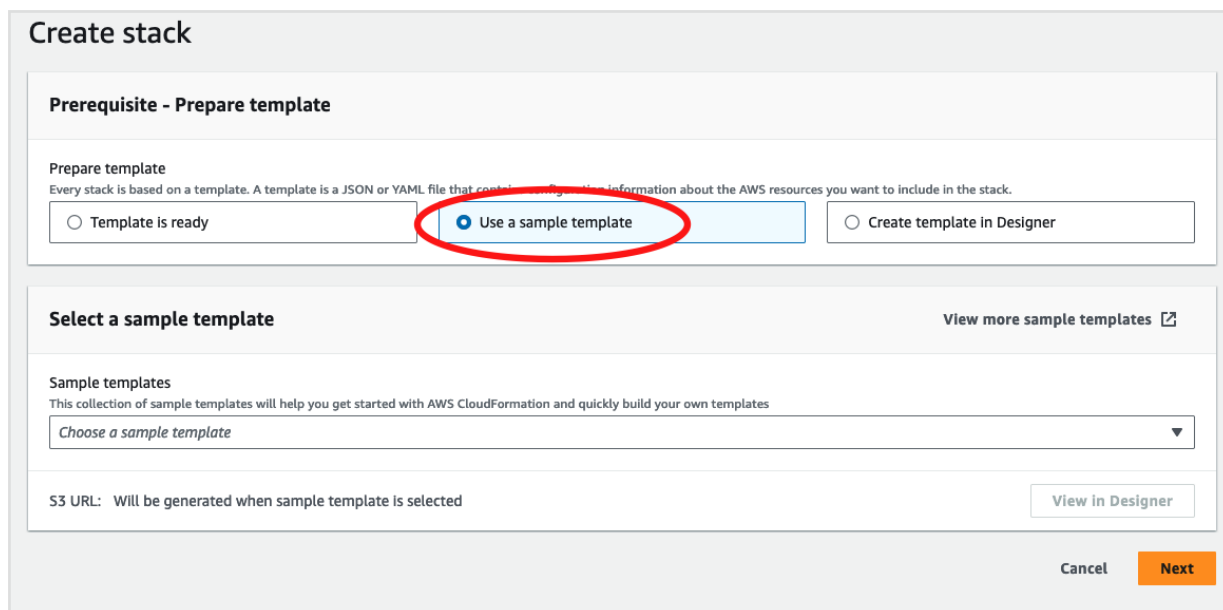 Create stack
Prerequisite - Prepare template
Prepare template
Every stack is based on a template. A template is a JSON or YAML file that contains configuration information about the AWS resources you want to include in the stack.
Template is ready
Use a sample template
Create template in Designer
Select a sample template
View more sample templates
Sample templates
This collection of sample templates will help you get started with AWS CloudFormation and quickly build your own templates
Choose a sample template
S3 URL: Will be generated when sample template is selected
View in Designer
Cancel
Next